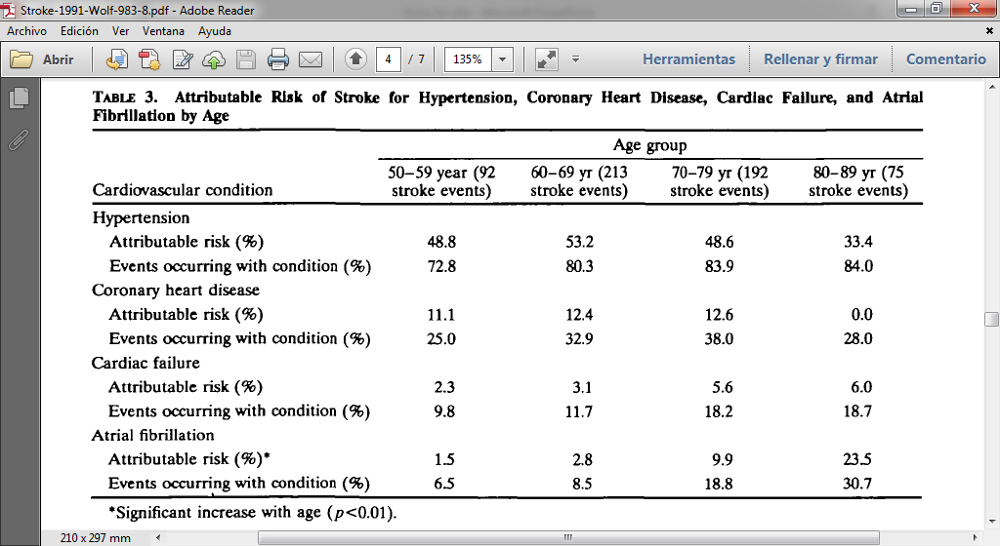 Stroke-1991-Wolf-983-8.pdf - Adobe Reader
Archivo Edición Ver Ventana Ayuda
Abrir 4 / 7 135% Herramientas Rellenar y firmar Comentario
TABLE 3. Attributable Risk of Stroke for Hypertension, Coronary Heart Disease, Cardiac Failure, and Atrial
Fibrillation by Age
Age group
50–59 year (92 60–69 yr (213 70–79 yr (192 80–89 yr (75
Cardiovascular condition stroke events) stroke events) stroke events) stroke events)
Hypertension
Attributable risk (%) 48.8 53.2 48.6 33.4
Events occurring with condition (%) 72.8 80.3 83.9 84.0
Coronary heart disease
Attributable risk (%) 11.1 12.4 12.6 0.0
Events occurring with condition (%) 25.0 32.9 38.0 28.0
Cardiac failure
Attributable risk (%) 2.3 3.1 5.6 6.0
Events occurring with condition (%) 9.8 11.7 18.2 18.7
Atrial fibrillation
Attributable risk (%)* 1.5 2.8 9.9 23.5
Events occurring with condition (%) 6.5 8.5 18.8 30.7
*Significant increase with age (p<0.01).
210 x 297 mm